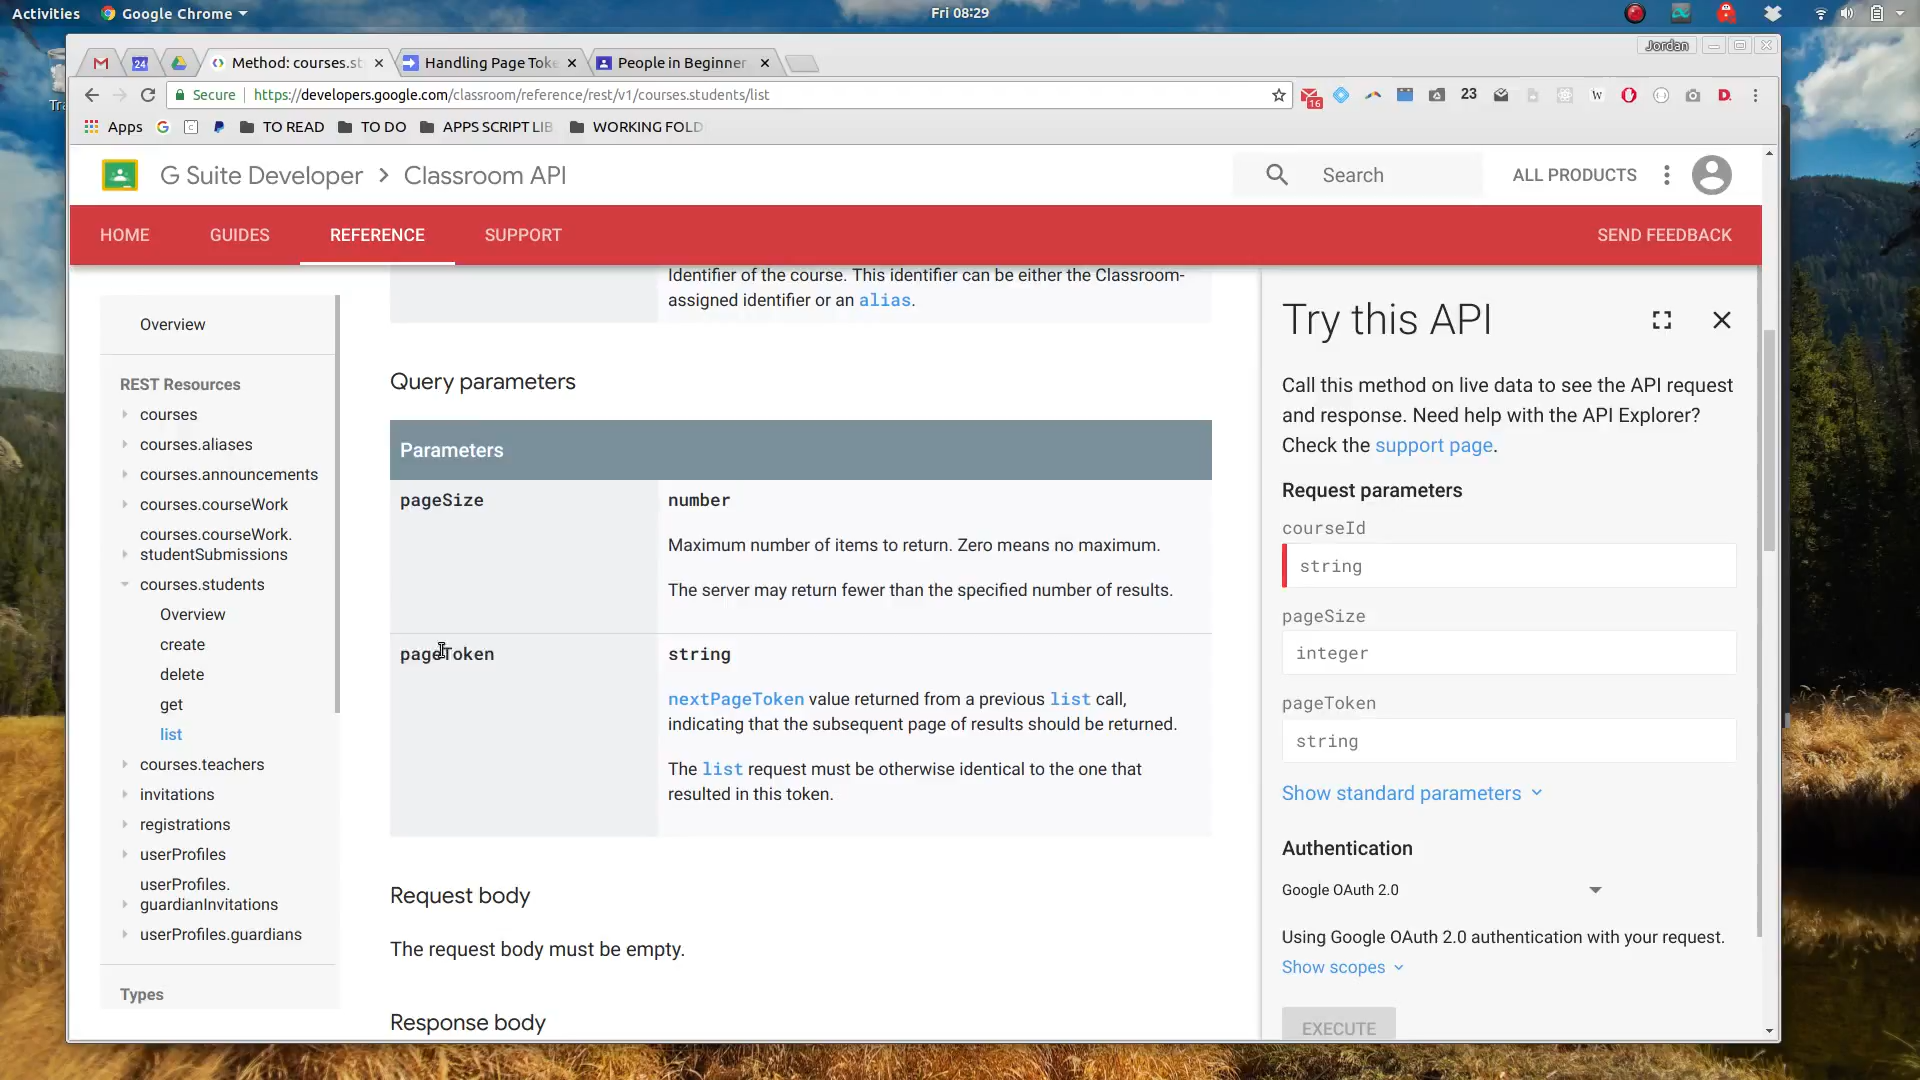 Activities
Google Chrome
Fri 08:29
Jordan
24
Method: courses.st
Handling Page Toke
People in Beginner
Secure
https://developers.google.com/classroom/reference/rest/v1/courses.students/list
16
23
W
D.
Apps
TO READ
TO DO
APPS SCRIPT LIB
WORKING FOLD
G Suite Developer
Classroom API
Search
ALL PRODUCTS
HOME
GUIDES
REFERENCE
SUPPORT
SEND FEEDBACK
Overview
REST Resources
courses
courses.aliases
courses.announcements
courses.courseWork
courses.courseWork.
studentSubmissions
courses.students
Overview
create
delete
get
list
courses.teachers
invitations
registrations
userProfiles
userProfiles.
guardianInvitations
userProfiles.guardians
Types
Identifier of the course. This identifier can be either the Classroom-
assigned identifier or an alias.
Query parameters
Parameters
pageSize
number
Maximum number of items to return. Zero means no maximum.
The server may return fewer than the specified number of results.
pageToken
string
nextPageToken value returned from a previous list call,
indicating that the subsequent page of results should be returned.
The list request must be otherwise identical to the one that
resulted in this token.
Request body
The request body must be empty.
Response body
Try this API
Call this method on live data to see the API request
and response. Need help with the API Explorer?
Check the support page.
Request parameters
courseId
string
pageSize
integer
pageToken
string
Show standard parameters
Authentication
Google OAuth 2.0
Using Google OAuth 2.0 authentication with your request.
Show scopes
EXECUTE